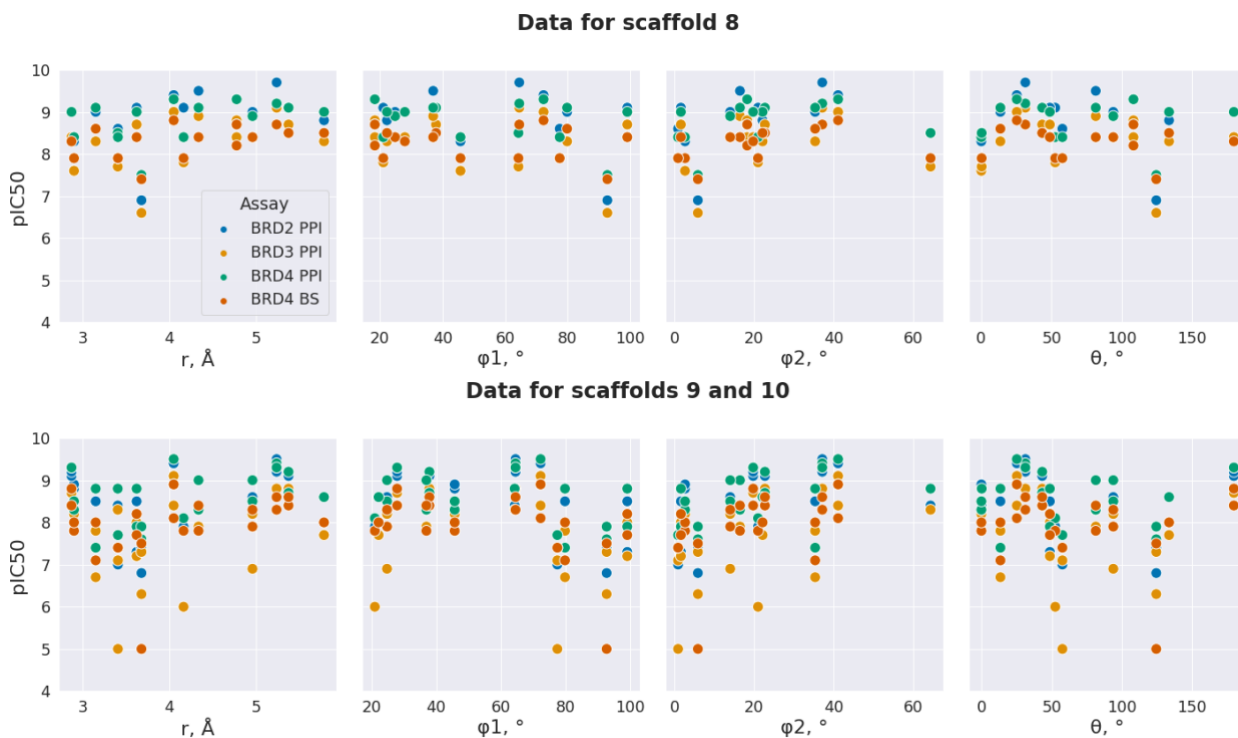 Data for scaffold 8
10
9
8
7
6
5
4
pIC50
Assay
BRD2 PPI
BRD3 PPI
BRD4 PPI
BRD4 BS
3 4 5
20 40 60 80 100
0 20 40 60
0 50 100 150
r, Å
φ1, °
φ2, °
θ, °
Data for scaffolds 9 and 10
10
9
8
7
6
5
4
pIC50
3 4 5
20 40 60 80 100
0 20 40 60
0 50 100 150
r, Å
φ1, °
φ2, °
θ, °